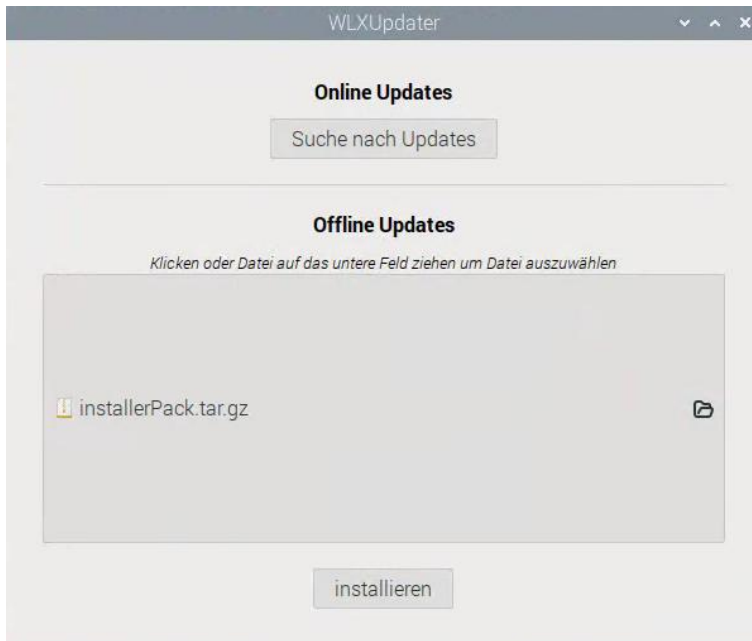 WLXUpdater
Online Updates
Suche nach Updates
Offline Updates
Klicken oder Datei auf das untere Feld ziehen um Datei auszuwählen
installerPack.tar.gz
installieren